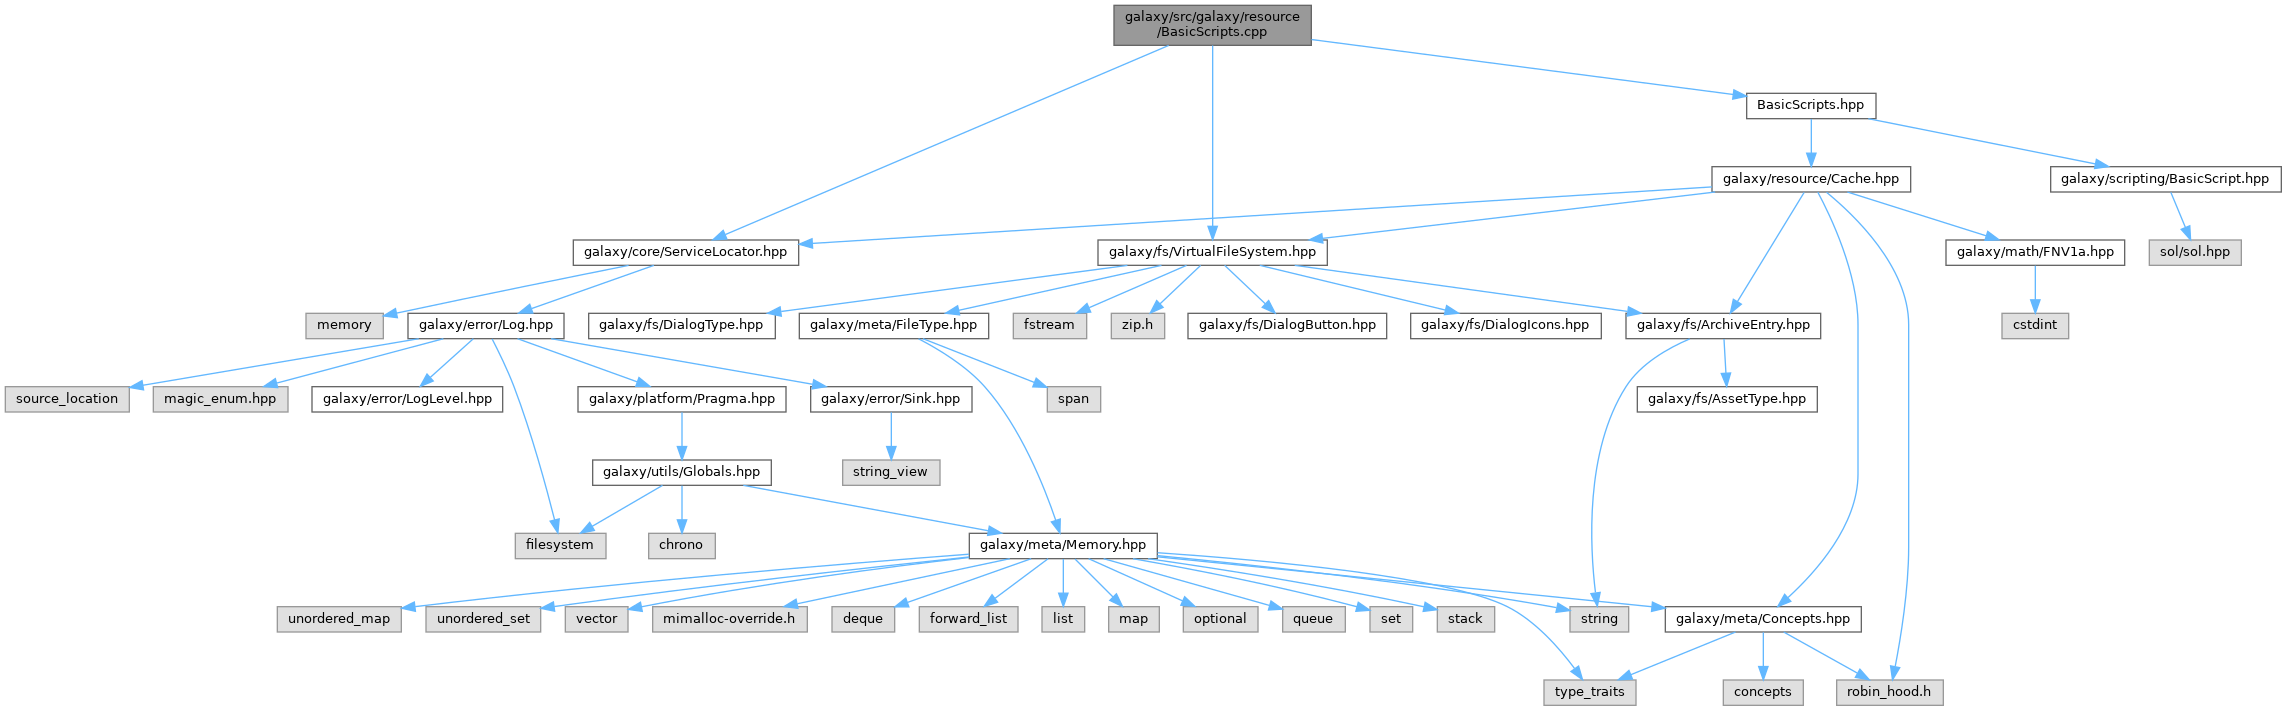 galaxy/src/galaxy/resource
/BasicScripts.cpp
BasicScripts.hpp
galaxy/resource/Cache.hpp
galaxy/scripting/BasicScript.hpp
galaxy/core/ServiceLocator.hpp
galaxy/fs/VirtualFileSystem.hpp
galaxy/math/FNV1a.hpp
sol/sol.hpp
memory
galaxy/error/Log.hpp
galaxy/fs/DialogType.hpp
galaxy/meta/FileType.hpp
fstream
zip.h
galaxy/fs/DialogButton.hpp
galaxy/fs/DialogIcons.hpp
galaxy/fs/ArchiveEntry.hpp
cstdint
source_location
magic_enum.hpp
galaxy/error/LogLevel.hpp
galaxy/platform/Pragma.hpp
galaxy/error/Sink.hpp
span
galaxy/fs/AssetType.hpp
galaxy/utils/Globals.hpp
string_view
filesystem
chrono
galaxy/meta/Memory.hpp
unordered_map
unordered_set
vector
mimalloc-override.h
deque
forward_list
list
map
optional
queue
set
stack
string
galaxy/meta/Concepts.hpp
type_traits
concepts
robin_hood.h